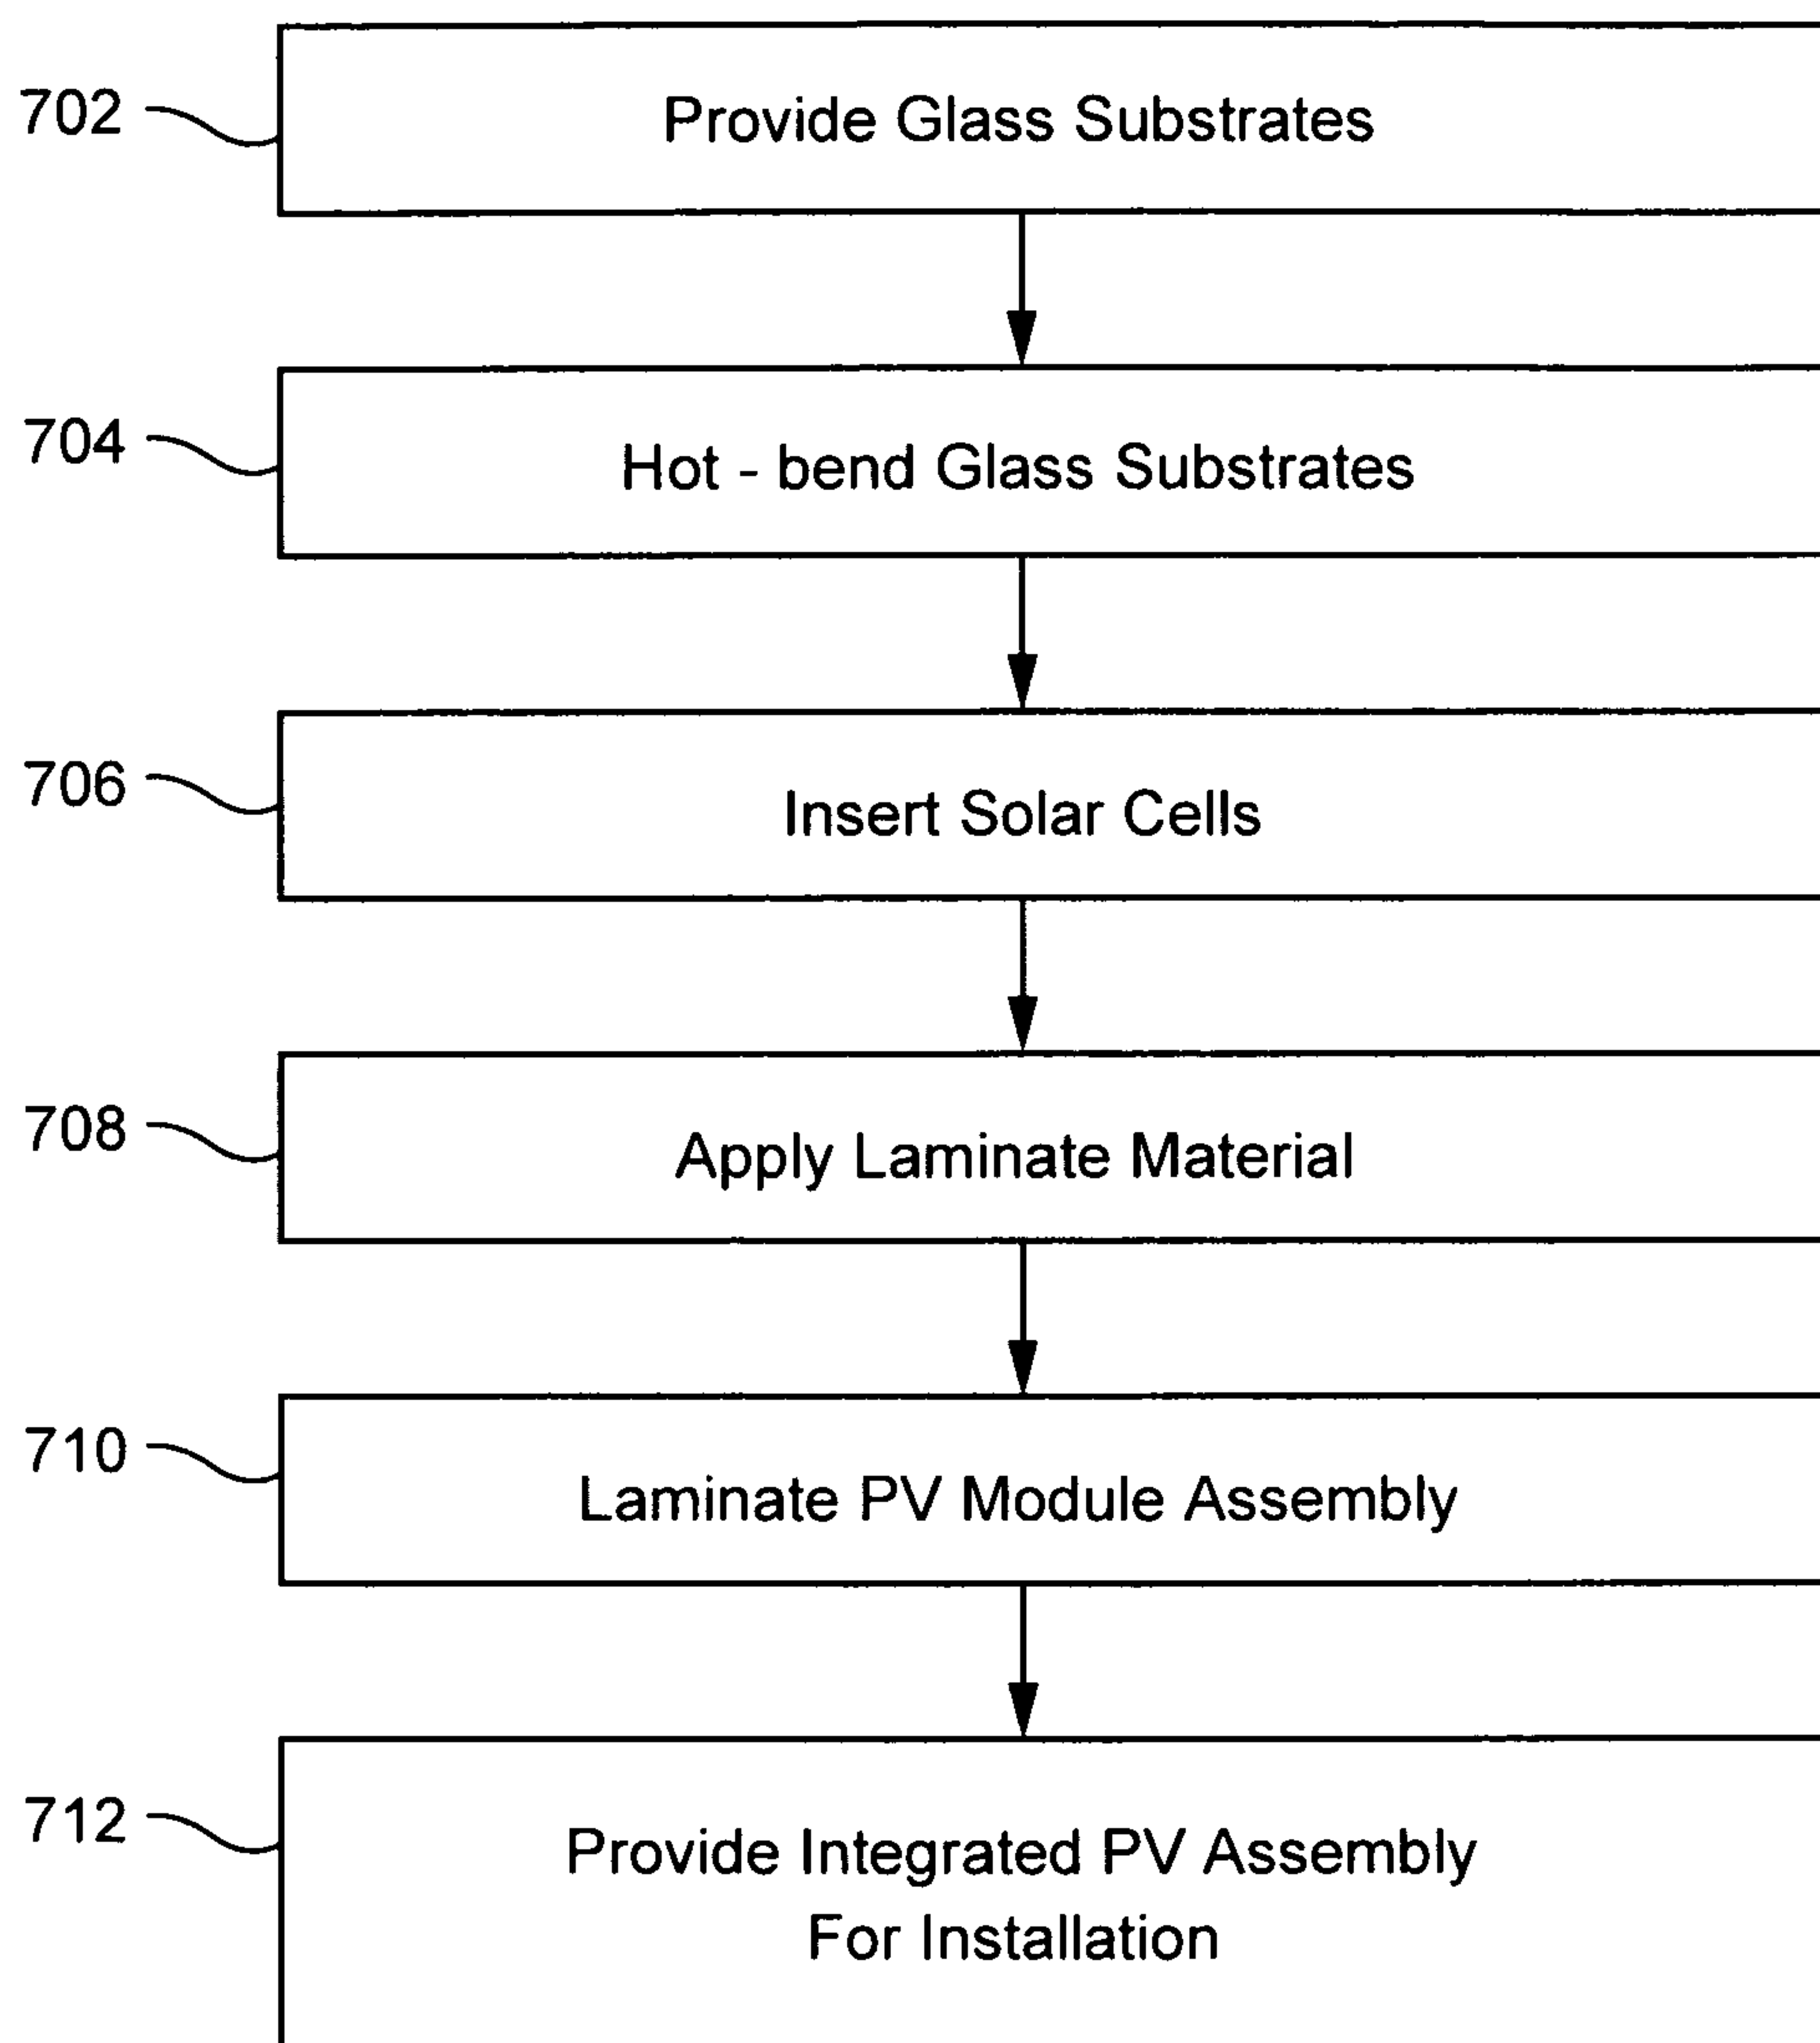 702
Provide Glass Substrates
704
Hot - bend Glass Substrates
706
Insert Solar Cells
708
Apply Laminate Material
710
Laminate PV Module Assembly
712
Provide Integrated PV Assembly
For Installation